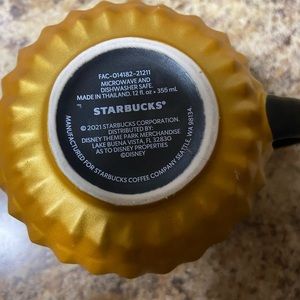 FAC-014182-21211
MICROWAVE AND
DISHWASHER SAFE.
MADE IN THAILAND. 12 fl. oz • 355 mL
STARBUCKS®
© 2021 STARBUCKS CORPORATION.
DISTRIBUTED BY:
DISNEY THEME PARK MERCHANDISE
LAKE BUENA VISTA, FL 32830
AS TO DISNEY PROPERTIES
©DISNEY
MANUFACTURED FOR STARBUCKS COFFEE COMPANY SEATTLE, WA 98134